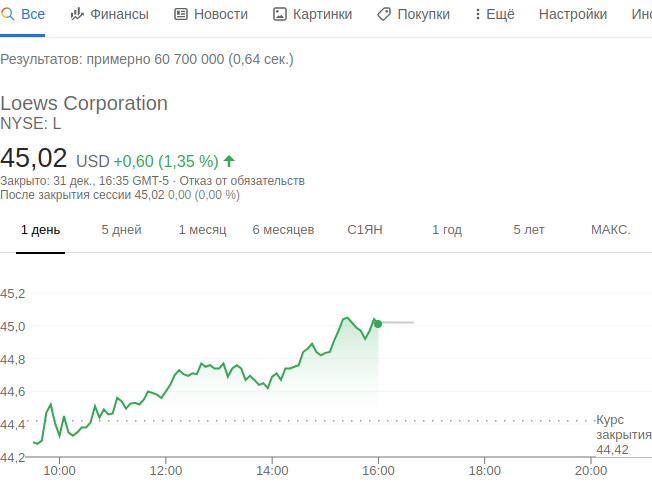 Все Финансы Новости Картинки Покупки Ещё Настройки Инс
Результатов: примерно 60 700 000 (0,64 сек.)
Loews Corporation
NYSE: L
45,02 USD +0,60 (1,35 %)
Закрыто: 31 дек., 16:35 GMT-5 · Отказ от обязательств
После закрытия сессии 45,02 0,00 (0,00 %)
1 день 5 дней 1 месяц 6 месяцев С1ЯН 1 год 5 лет МАКС.
45,2
45,0
44,8
44,6
44,4
44,2
Курс
закрытия
44,42
10:00 12:00 14:00 16:00 18:00 20:00